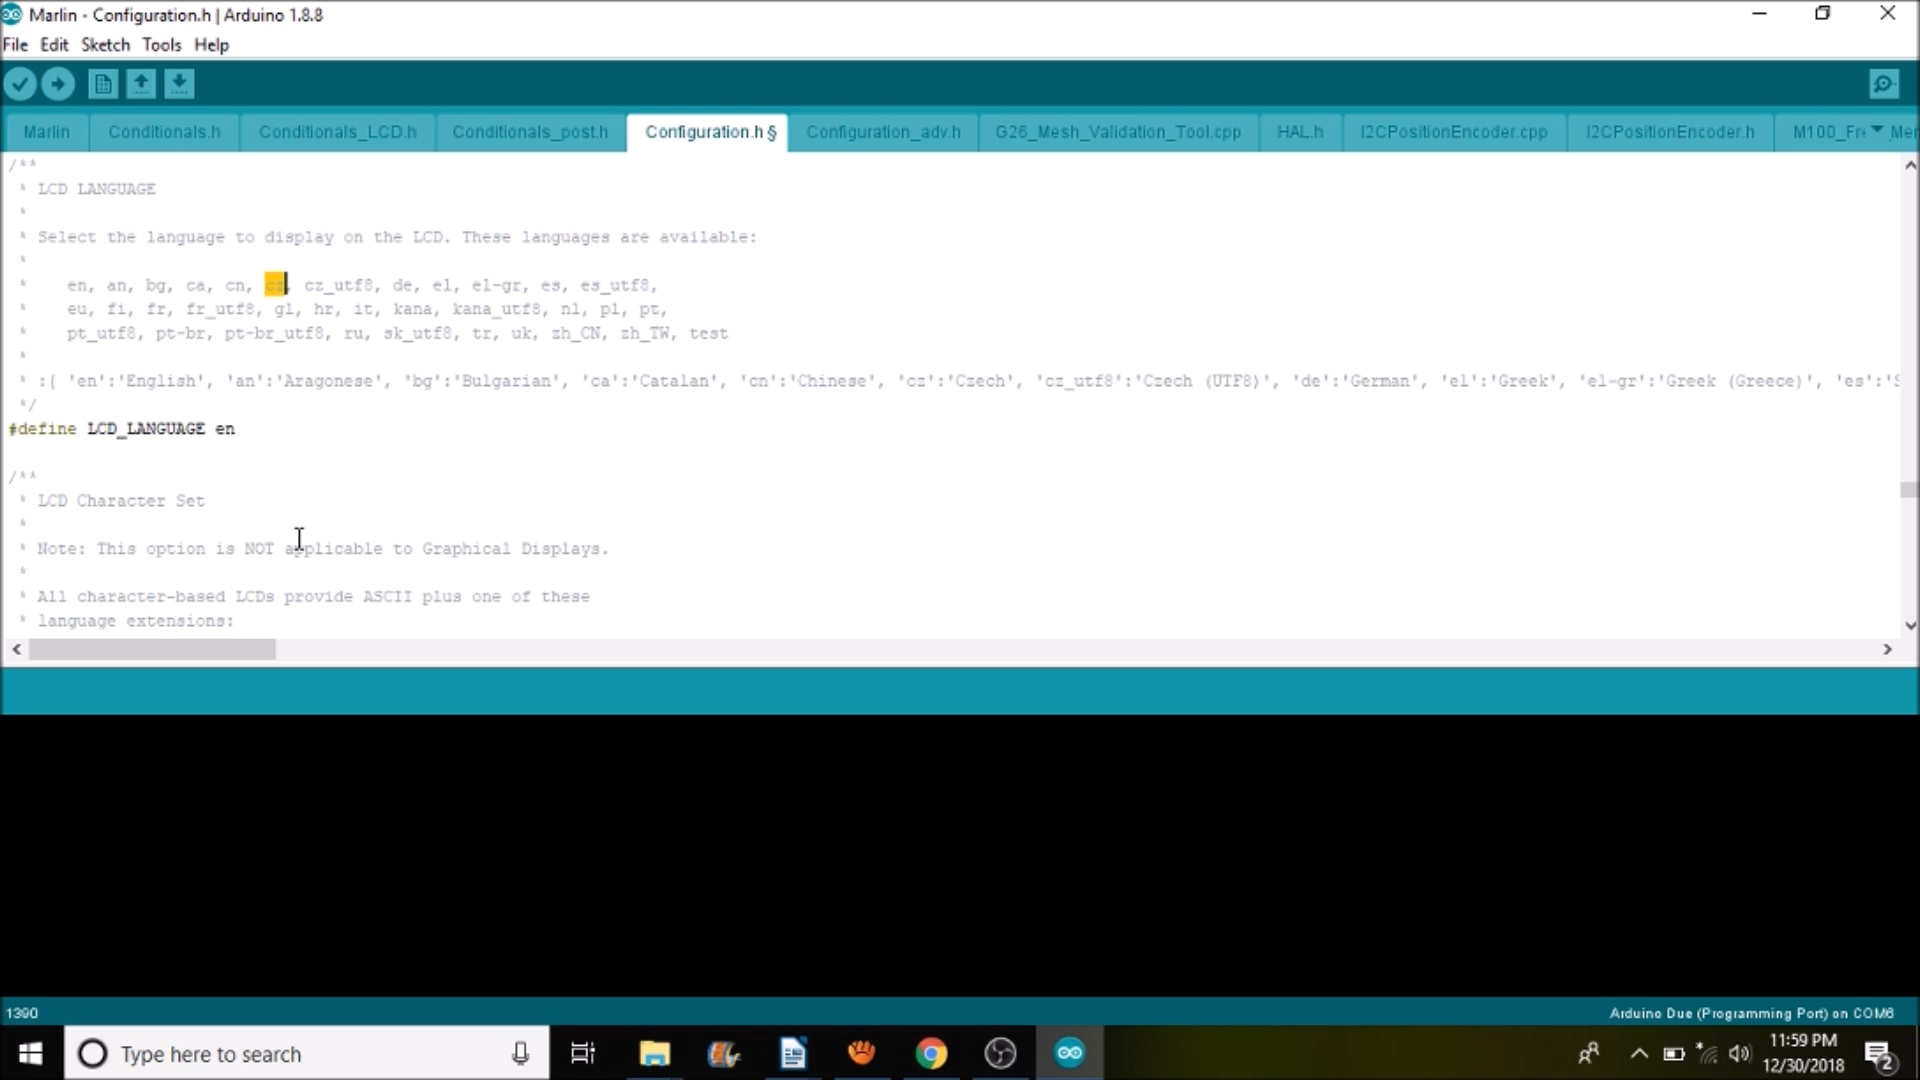 Marlin - Configuration.h | Arduino 1.8.8
File Edit Sketch Tools Help
Marlin Conditionals.h Conditionals_LCD.h Conditionals_post.h Configuration.h § Configuration_adv.h G26_Mesh_Validation_Tool.cpp HAL.h I2CPositionEncoder.cpp I2CPositionEncoder.h M100_Fr Mer
/**
* LCD LANGUAGE
*
* Select the language to display on the LCD. These languages are available:
*
* en, an, bg, ca, cn, cz, cz_utf8, de, el, el-gr, es, es_utf8,
* eu, fi, fr, fr_utf8, gl, hr, it, kana, kana_utf8, nl, pl, pt,
* pt_utf8, pt-br, pt-br_utf8, ru, sk_utf8, tr, uk, zh_CN, zh_TW, test
*
* :{ 'en':'English', 'an':'Aragonese', 'bg':'Bulgarian', 'ca':'Catalan', 'cn':'Chinese', 'cz':'Czech', 'cz_utf8':'Czech (UTF8)', 'de':'German', 'el':'Greek', 'el-gr':'Greek (Greece)', 'es':'S
*/
#define LCD_LANGUAGE en
/**
* LCD Character Set
*
* Note: This option is NOT applicable to Graphical Displays.
*
* All character-based LCDs provide ASCII plus one of these
* language extensions:
1390
Arduino Due (Programming Port) on COM6
Type here to search
11:59 PM
12/30/2018
2